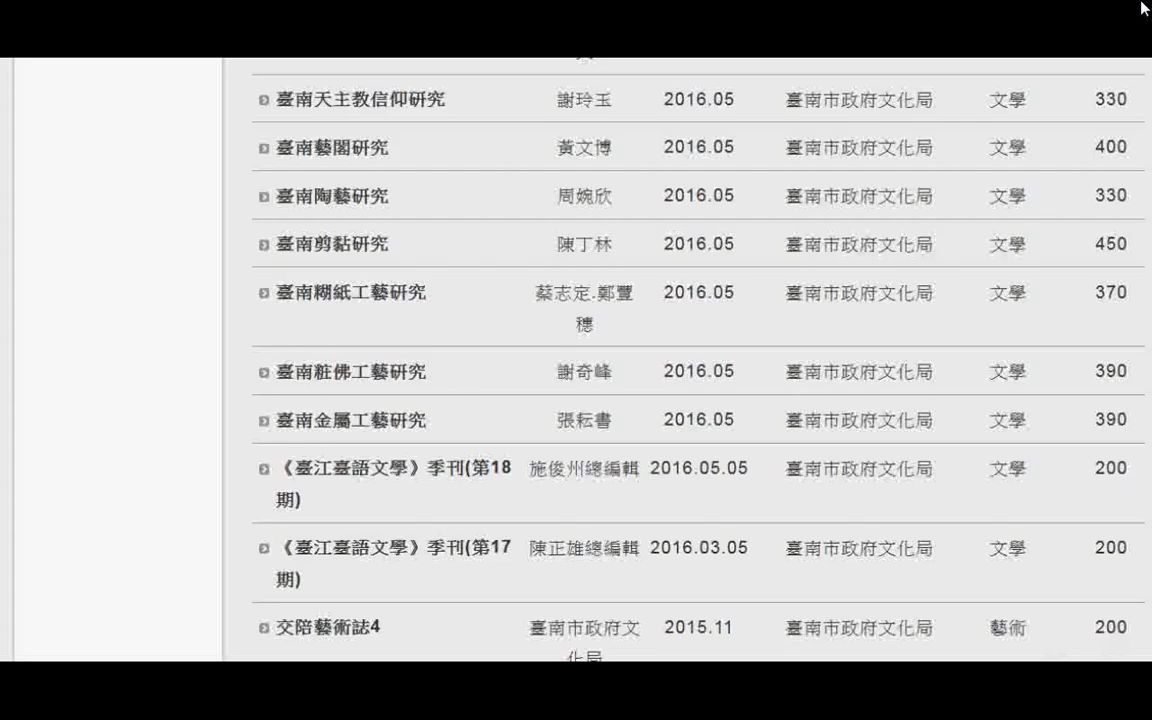 臺南天主教信仰研究 謝玲玉 2016.05 臺南市政府文化局 文學 330
臺南藝閣研究 黃文博 2016.05 臺南市政府文化局 文學 400
臺南陶藝研究 周婉欣 2016.05 臺南市政府文化局 文學 330
臺南剪黏研究 陳丁林 2016.05 臺南市政府文化局 文學 450
臺南糊紙工藝研究 蔡志定.鄭豐 2016.05 臺南市政府文化局 文學 370
穗
臺南粧佛工藝研究 謝奇峰 2016.05 臺南市政府文化局 文學 390
臺南金屬工藝研究 張耘書 2016.05 臺南市政府文化局 文學 390
《臺江臺語文學》季刊(第18 施俊州總編輯 2016.05.05 臺南市政府文化局 文學 200
期)
《臺江臺語文學》季刊(第17 陳正雄總編輯 2016.03.05 臺南市政府文化局 文學 200
期)
交陪藝術誌4 臺南市政府文 2015.11 臺南市政府文化局 藝術 200
化局